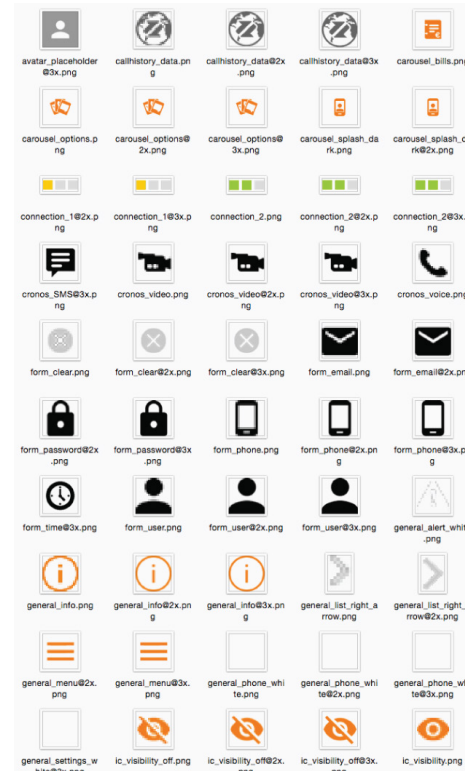 avatar_placeholder callhistory_data.pn callhistory_data@2x callhistory_data@3x carousel_bills.png
@3x.png g .png .png
carousel_options.p carousel_options@ carousel_options@ carousel_splash_da carousel_splash_d
ng 2x.png 3x.png rk.png rk@2x.png
connection_1@2x.p connection_1@3x.p connection_2.png connection_2@2x.p connection_2@3x.
ng ng ng ng
cronos_SMS@3x.p cronos_video.png cronos_video@2x.p cronos_video@3x.p cronos_voice.png
ng ng ng
form_clear.png form_clear@2x.png form_clear@3x.png form_email.png form_email@2x.pn
form_password@2x form_password@3x form_phone.png form_phone@2x.pn form_phone@3x.p
.png .png g g
form_time@3x.png form_user.png form_user@2x.png form_user@3x.png general_alert_whit
.png
general_info.png general_info@2x.pn general_info@3x.pn general_list_right_a general_list_right_
g g rrow.png rrow@2x.png
general_menu@2x. general_menu@3x. general_phone_whi general_phone_whi general_phone_wh
png png te.png te@2x.png te@3x.png
general_settings_w ic_visibility_off.png ic_visibility_off@2x. ic_visibility_off@3x. ic_visibility.png